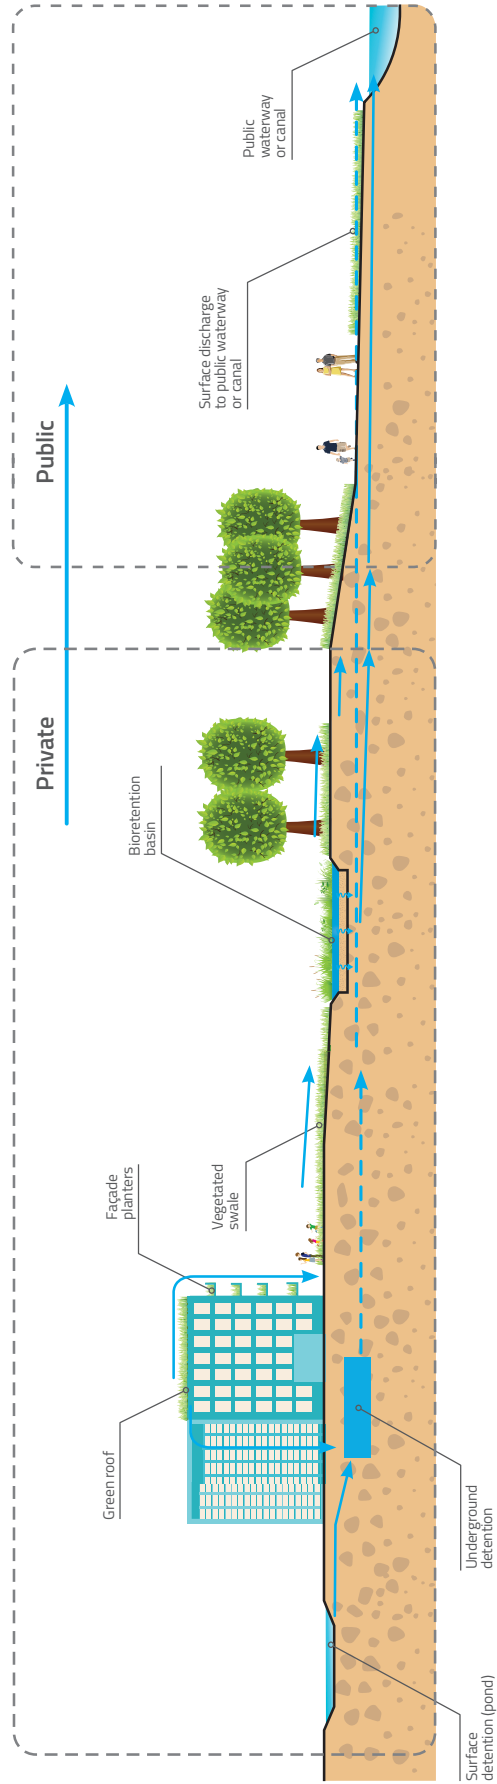 Private
Public
Surface
detention (pond)
Green roof
Underground
detention
Façade
planters
Vegetated
swale
Bioretention
basin
Surface discharge
to public waterway
or canal
Public
waterway
or canal